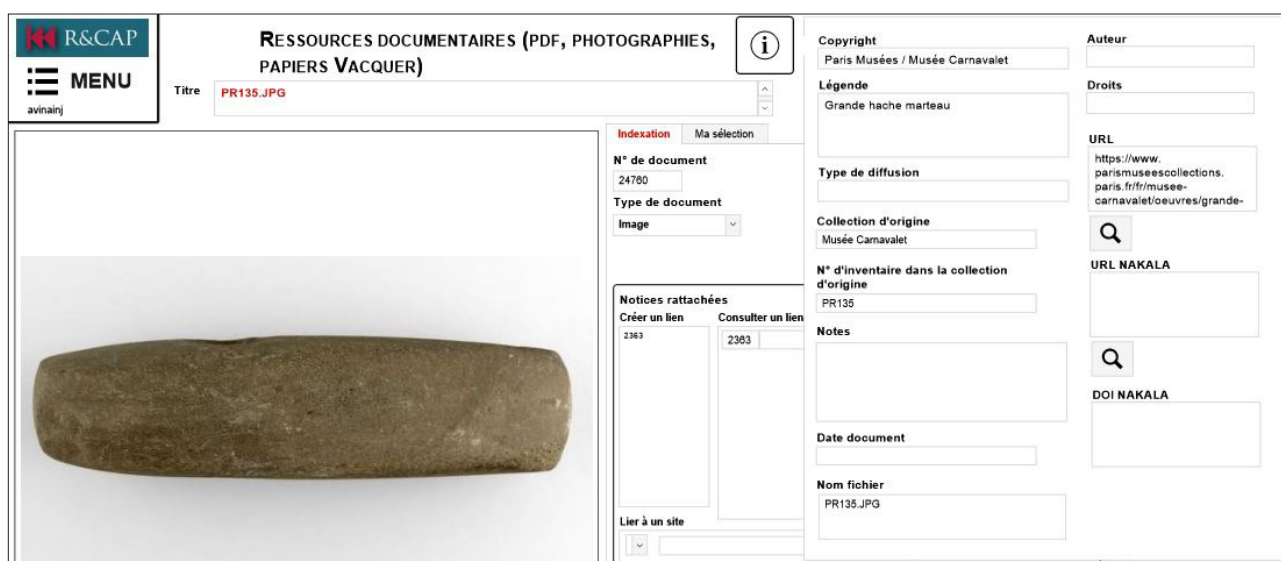 R&CAP
MENU
avinainj
RESSOURCES DOCUMENTAIRES (PDF, PHOTOGRAPHIES,
PAPIERS VACQUER)
i
Titre
PR135.JPG
Indexation
Ma sélection
N° de document
24760
Type de document
Image
Notices rattachées
Créer un lien
Consulter un lien
2363
2363
Lier à un site
Copyright
Paris Musées / Musée Carnavalet
Légende
Grande hache marteau
Type de diffusion
Collection d'origine
Musée Carnavalet
N° d'inventaire dans la collection
d'origine
PR135
Notes
Date document
Nom fichier
PR135.JPG
Auteur
Droits
URL
https://www.
parismuseescollections.
paris.fr/fr/musee-
carnavalet/oeuvres/grande-
URL NAKALA
DOI NAKALA